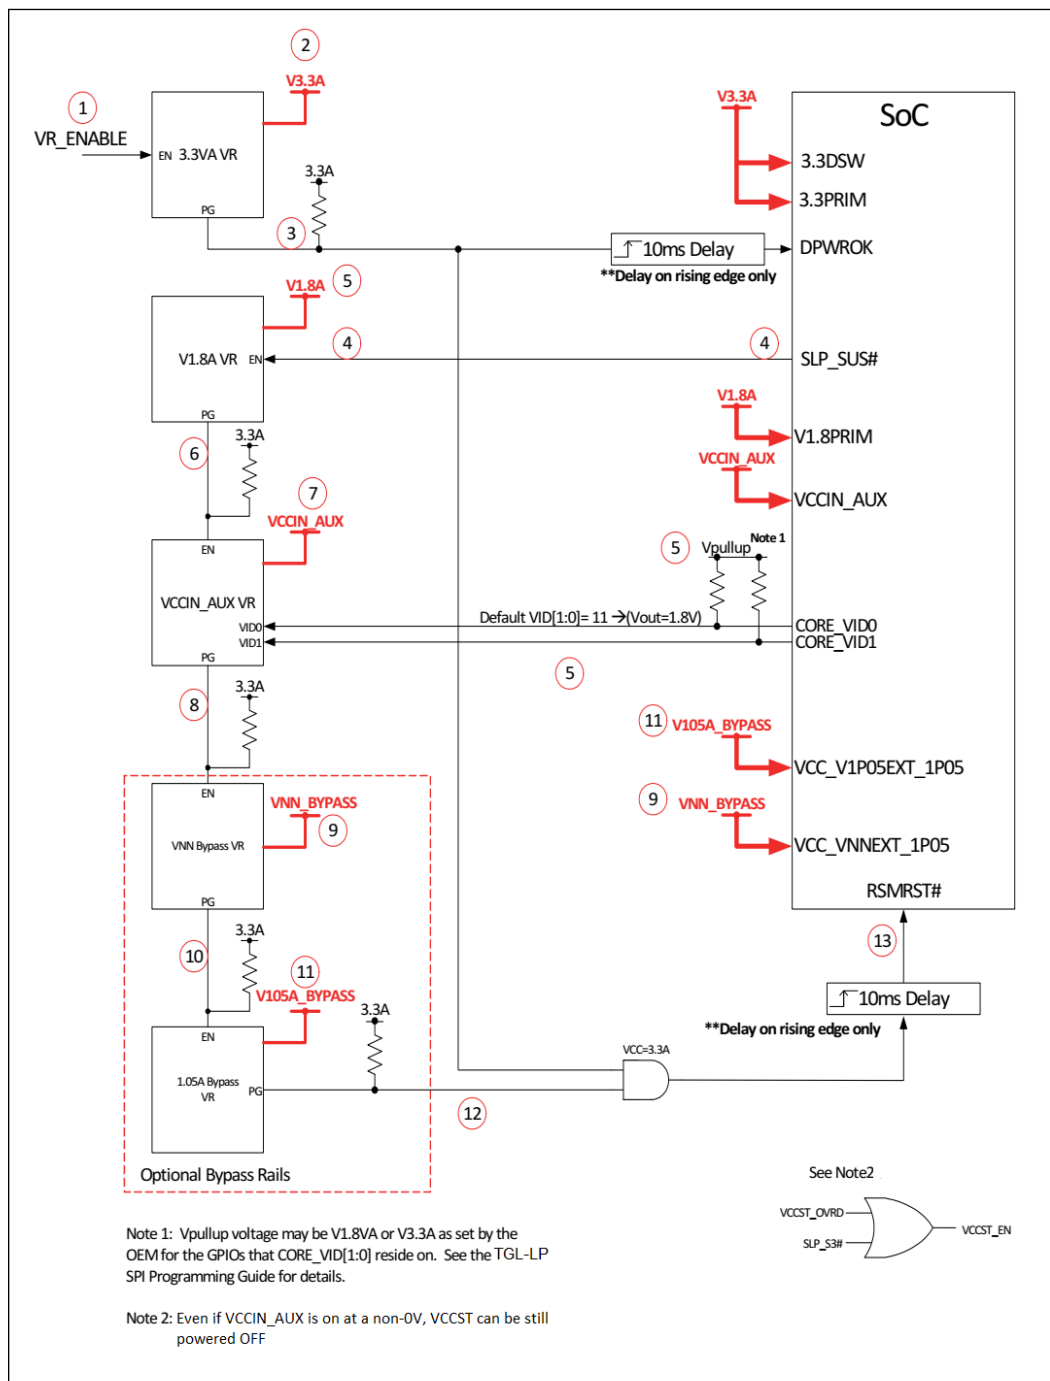 2
V3.3A
1
VR_ENABLE
EN
3.3VA VR
PG
3.3A
3
V3.3A
SoC
3.3DSW
3.3PRIM
10ms Delay
DPWROK
**Delay on rising edge only
V1.8A
5
V1.8A VR
EN
4
4
SLP_SUS#
PG
6
3.3A
V1.8A
V1.8PRIM
VCCIN_AUX
VCCIN_AUX
7
VCCIN_AUX
EN
VCCIN_AUX VR
VID0
VID1
PG
5
Vpullup
Note 1
Default VID[1:0]= 11 →(Vout=1.8V)
CORE_VID0
CORE_VID1
5
8
3.3A
11
V105A_BYPASS
VCC_V1P05EXT_1P05
9
VNN_BYPASS
VCC_VNNEXT_1P05
RSMRST#
EN
VNN Bypass VR
PG
VNN_BYPASS
9
10
3.3A
11
V105A_BYPASS
13
10ms Delay
**Delay on rising edge only
EN
1.05A Bypass
VR
PG
3.3A
12
VCC=3.3A
Optional Bypass Rails
See Note2
VCCST_OVRD
SLP_S3#
VCCST_EN
Note 1: Vpullup voltage may be V1.8VA or V3.3A as set by the
OEM for the GPIOs that CORE_VID[1:0] reside on. See the TGL-LP
SPI Programming Guide for details.
Note 2: Even if VCCIN_AUX is on at a non-0V, VCCST can be still
powered OFF